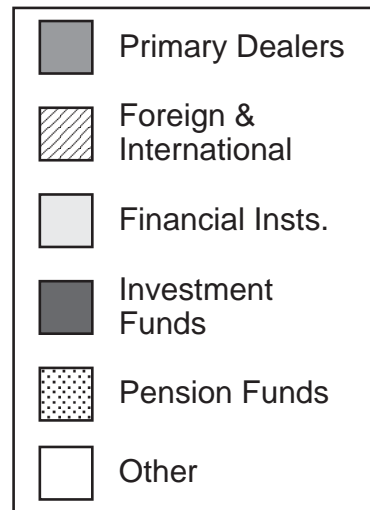 Primary Dealers
Foreign &
International
Financial Insts.
Investment
Funds
Pension Funds
Other